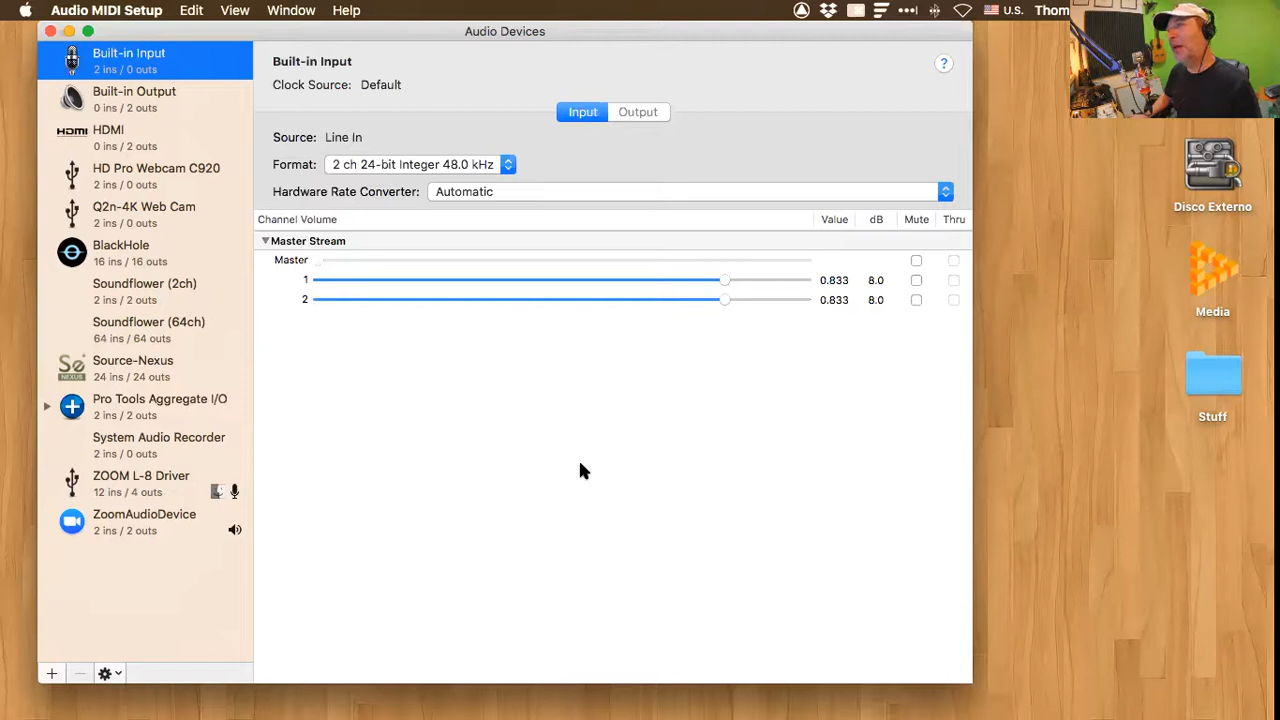 Audio MIDI Setup Edit View Window Help U.S. Thom
Audio Devices
Built-in Input
2 ins / 0 outs
Built-in Output
0 ins / 2 outs
HDMI
0 ins / 2 outs
HD Pro Webcam C920
2 ins / 0 outs
Q2n-4K Web Cam
2 ins / 0 outs
BlackHole
16 ins / 16 outs
Soundflower (2ch)
2 ins / 2 outs
Soundflower (64ch)
64 ins / 64 outs
Se
NEXUS
Source-Nexus
24 ins / 24 outs
Pro Tools Aggregate I/O
2 ins / 2 outs
System Audio Recorder
2 ins / 0 outs
ZOOM L-8 Driver
12 ins / 4 outs
ZoomAudioDevice
2 ins / 2 outs
Built-in Input
?
Clock Source: Default
Input Output
Source: Line In
Format: 2 ch 24-bit Integer 48.0 kHz
Hardware Rate Converter: Automatic
Channel Volume Value dB Mute Thru
Master Stream
Master
1 0.833 8.0
2 0.833 8.0
Disco Externo
Media
Stuff